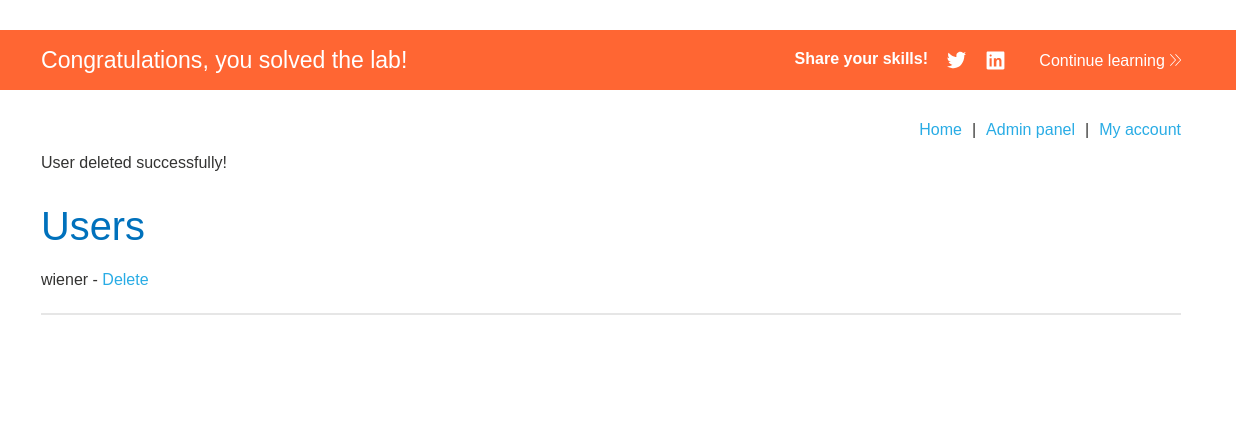 Congratulations, you solved the lab!
Share your skills!
Continue learning
Home | Admin panel | My account
User deleted successfully!
Users
wiener - Delete